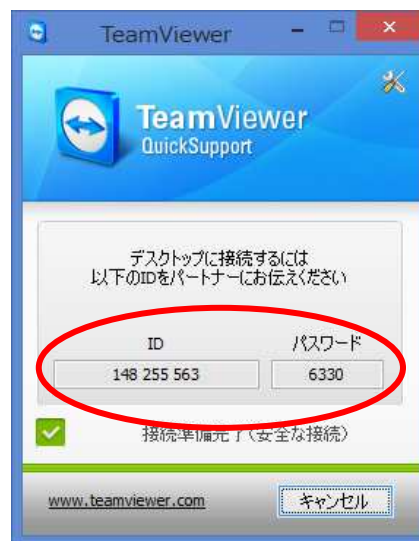 TeamViewer
TeamViewer
QuickSupport
デスクトップに接続するには
以下のIDをパートナーにお伝えください
ID パスワード
148 255 563 6330
接続準備完了(安全な接続)
www.teamviewer.com キャンセル